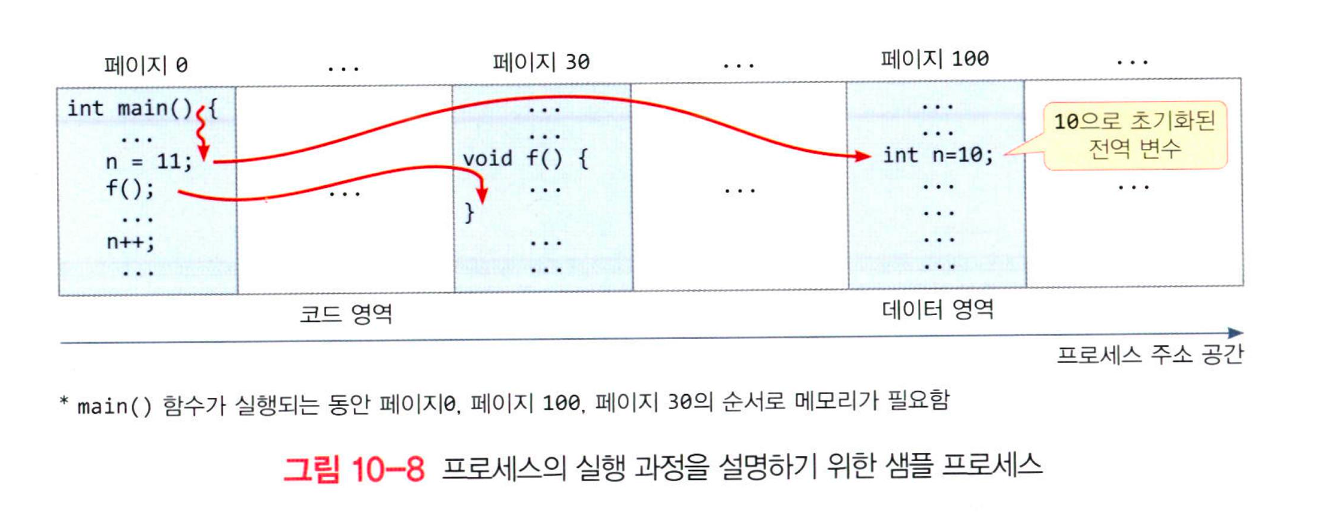 페이지 0 ... 페이지 30 ... 페이지 100 ...
int main() {
...
n = 11;
f();
...
n++;
...
...
...
...
void f() {
...
}
...
...
...
...
...
int n=10;
...
...
...
...
10으로 초기화된
전역 변수
...
코드 영역
데이터 영역
프로세스 주소 공간
* main() 함수가 실행되는 동안 페이지0, 페이지 100, 페이지 30의 순서로 메모리가 필요함
그림 10-8 프로세스의 실행 과정을 설명하기 위한 샘플 프로세스